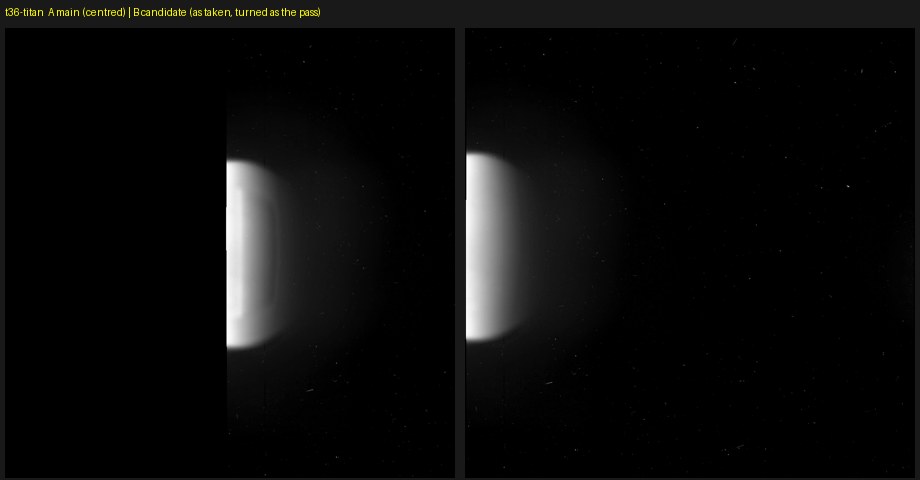 t36-titan A main (centred) | B candidate (as taken, turned as the pass)